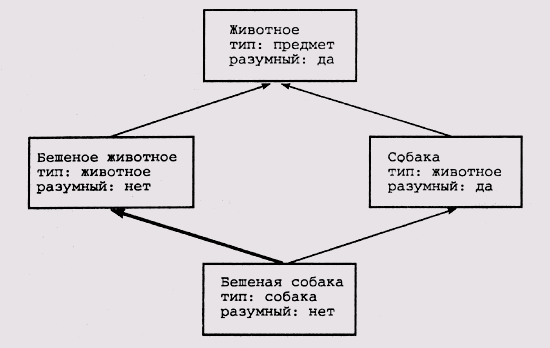 Животное
тип: предмет
разумный: да
Бешеное животное
тип: животное
разумный: нет
Собака
тип: животное
разумный: да
Бешеная собака
тип: собака
разумный: нет